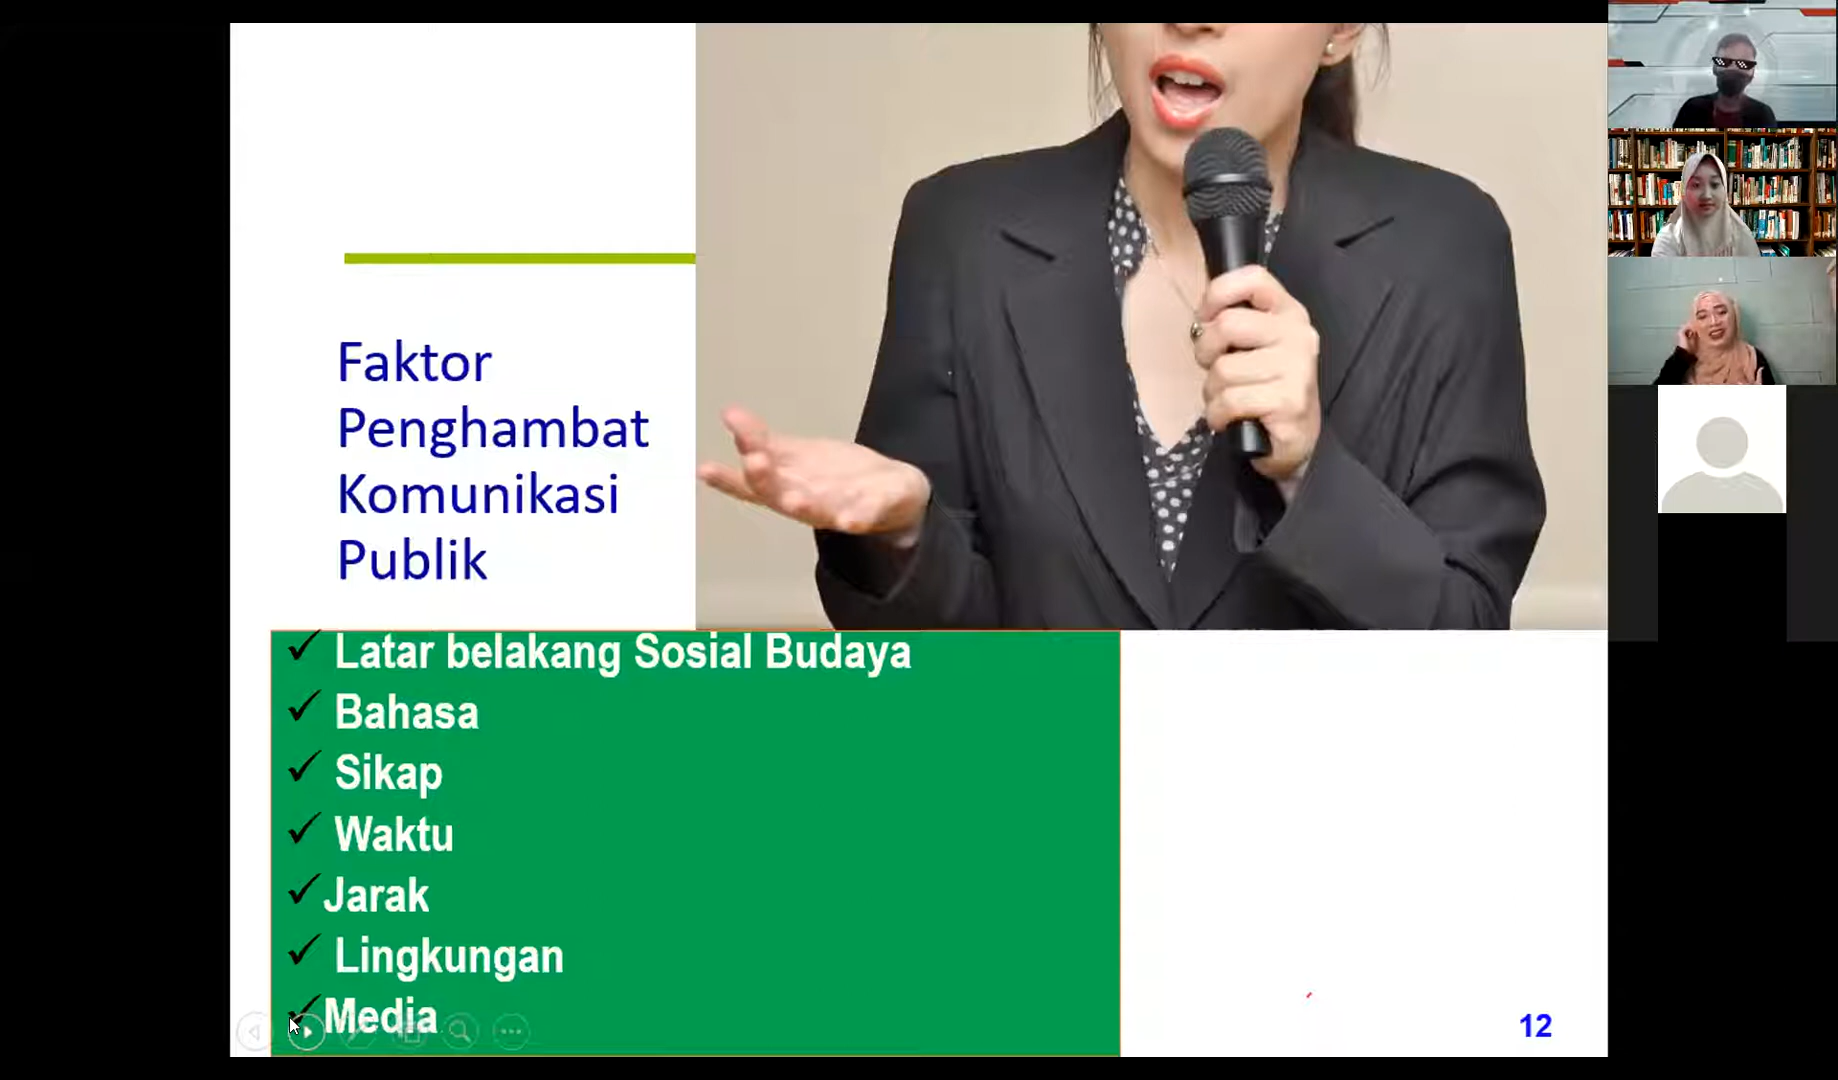 Faktor
Penghambat
Komunikasi
Publik
Latar belakang Sosial Budaya
Bahasa
Sikap
Waktu
Jarak
Lingkungan
Media
12